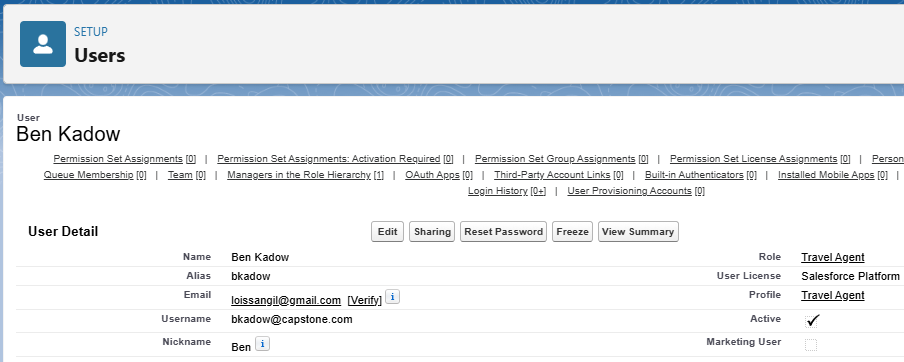 SETUP
Users
User
Ben Kadow
Permission Set Assignments [0] | Permission Set Assignments: Activation Required [0] | Permission Set Group Assignments [0] | Permission Set License Assignments [0] | Person
Queue Membership [0] | Team [0] | Managers in the Role Hierarchy [1] | OAuth Apps [0] | Third-Party Account Links [0] | Built-in Authenticators [0] | Installed Mobile Apps [0] |
Login History [0+] | User Provisioning Accounts [0]
User Detail Edit Sharing Reset Password Freeze View Summary
Name Ben Kadow Role Travel Agent
Alias bkadow User License Salesforce Platform
Email loissangil@gmail.com [Verify] i Profile Travel Agent
Username bkadow@capstone.com Active
Nickname Ben i Marketing User